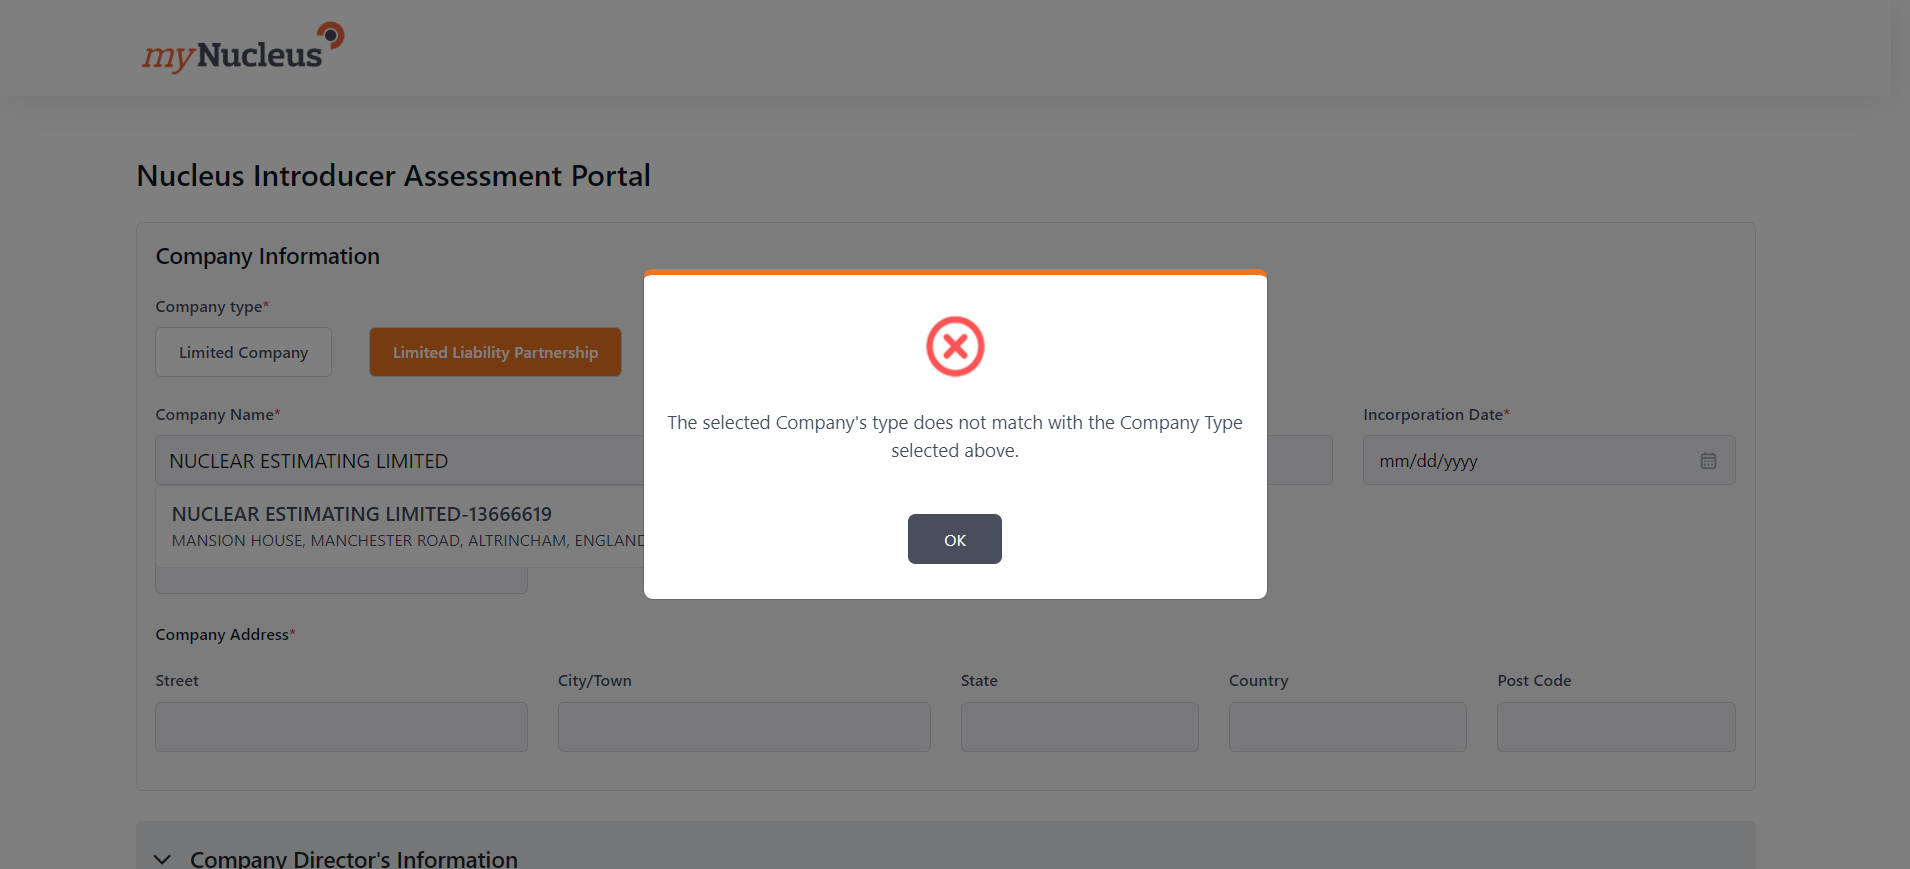 myNucleus
Nucleus Introducer Assessment Portal
Company Information
Company type*
Limited Company
Limited Liability Partnership
Company Name*
Incorporation Date*
NUCLEAR ESTIMATING LIMITED
mm/dd/yyyy
NUCLEAR ESTIMATING LIMITED-13666619
MANSION HOUSE, MANCHESTER ROAD, ALTRINCHAM, ENGLAND
The selected Company's type does not match with the Company Type
selected above.
OK
Company Address*
Street
City/Town
State
Country
Post Code
Company Director's Information